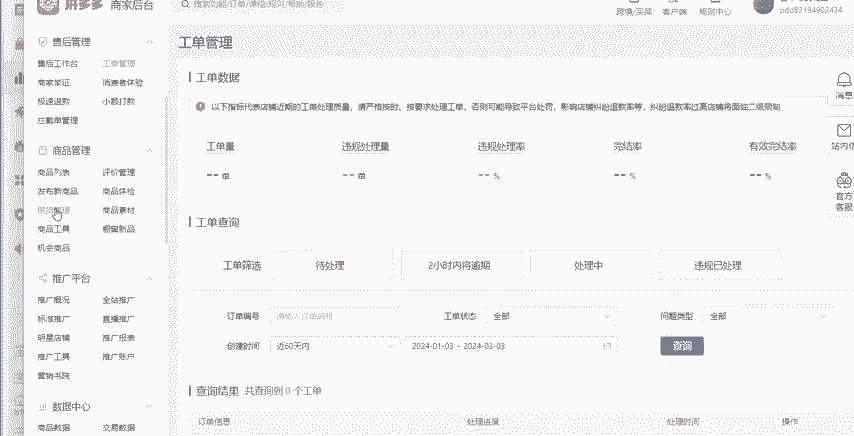 拼多多 商家后台
搜索功能/订单/课程/规则/帮助/服务
跨境/买菜 客户端 规则中心
pdd82194902434
售后管理
售后工作台 工单管理
商家举证 消费者体验
极速退款 小额打款
拦截单管理
商品管理
商品列表 评价管理
发布新商品 商品体检
供货管理 商品素材
商品工具 橱窗新品
机会商品
推广平台
推广概况 全站推广
标准推广 直播推广
明星店铺 推广报表
推广工具 推广账户
营销书院
数据中心
商品数据 交易数据
工单管理
工单数据
以下指标代表店铺近期的工单处理质量，请严格按时、按要求处理工单，否则可能导致平台处罚，影响店铺纠纷退款率等，纠纷退款率过高店铺将面临二级限制
工单量 违规处理量 违规处理率 完结率 有效完结率
-- 单 -- 单 -- % -- % -- %
工单查询
工单筛选 待处理 2小时内将逾期 处理中 违规已处理
订单编号 请输入订单编号 工单状态 全部 问题类型 全部
创建时间 近60天内 2024-01-03 ~ 2024-03-03 查询
查询结果 共查询到 0 个工单
订单信息 处理进度 处理时间 操作
消息
站内信
官方
客服